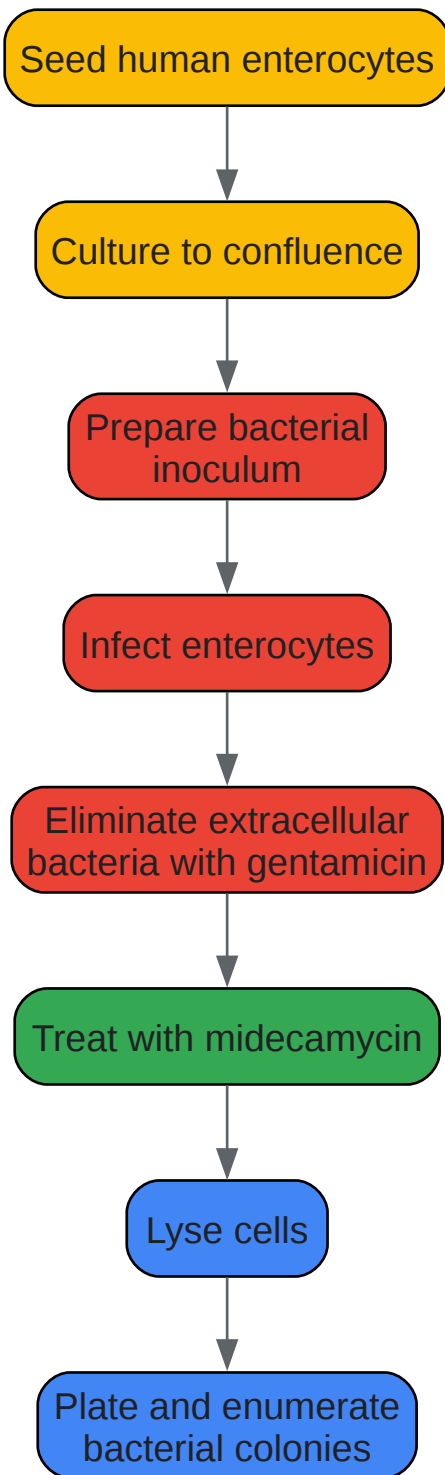 Seed human enterocytes
Culture to confluence
Prepare bacterial
inoculum
Infect enterocytes
Eliminate extracellular
bacteria with gentamicin
Treat with midecamycin
Lyse cells
Plate and enumerate
bacterial colonies